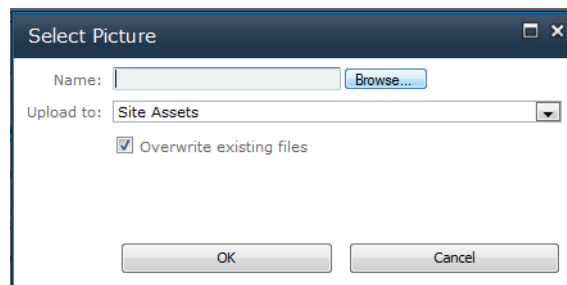 Select Picture
Name: Browse...
Upload to: Site Assets
Overwrite existing files
OK Cancel